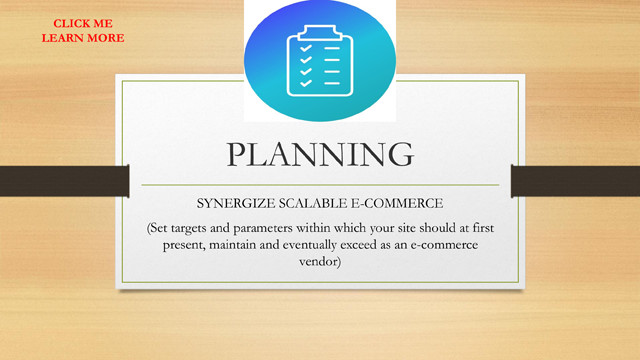 CLICK ME
LEARN MORE
PLANNING
SYNERGIZE SCALABLE E-COMMERCE
(Set targets and parameters within which your site should at first
present, maintain and eventually exceed as an e-commerce
vendor)